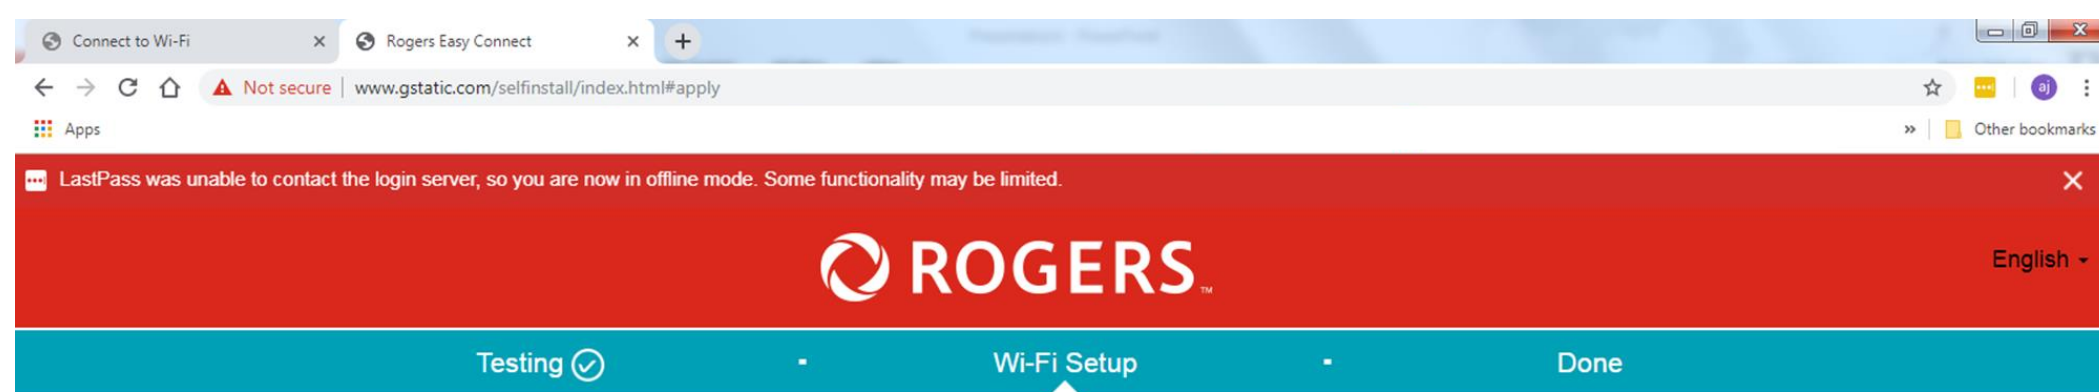 Connect to Wi-Fi Rogers Easy Connect
Not secure www.gstatic.com/selfinstall/index.html#apply aj
Apps Other bookmarks
LastPass was unable to contact the login server, so you are now in offline mode. Some functionality may be limited.
ROGERS™
English
Testing - Wi-Fi Setup - Done